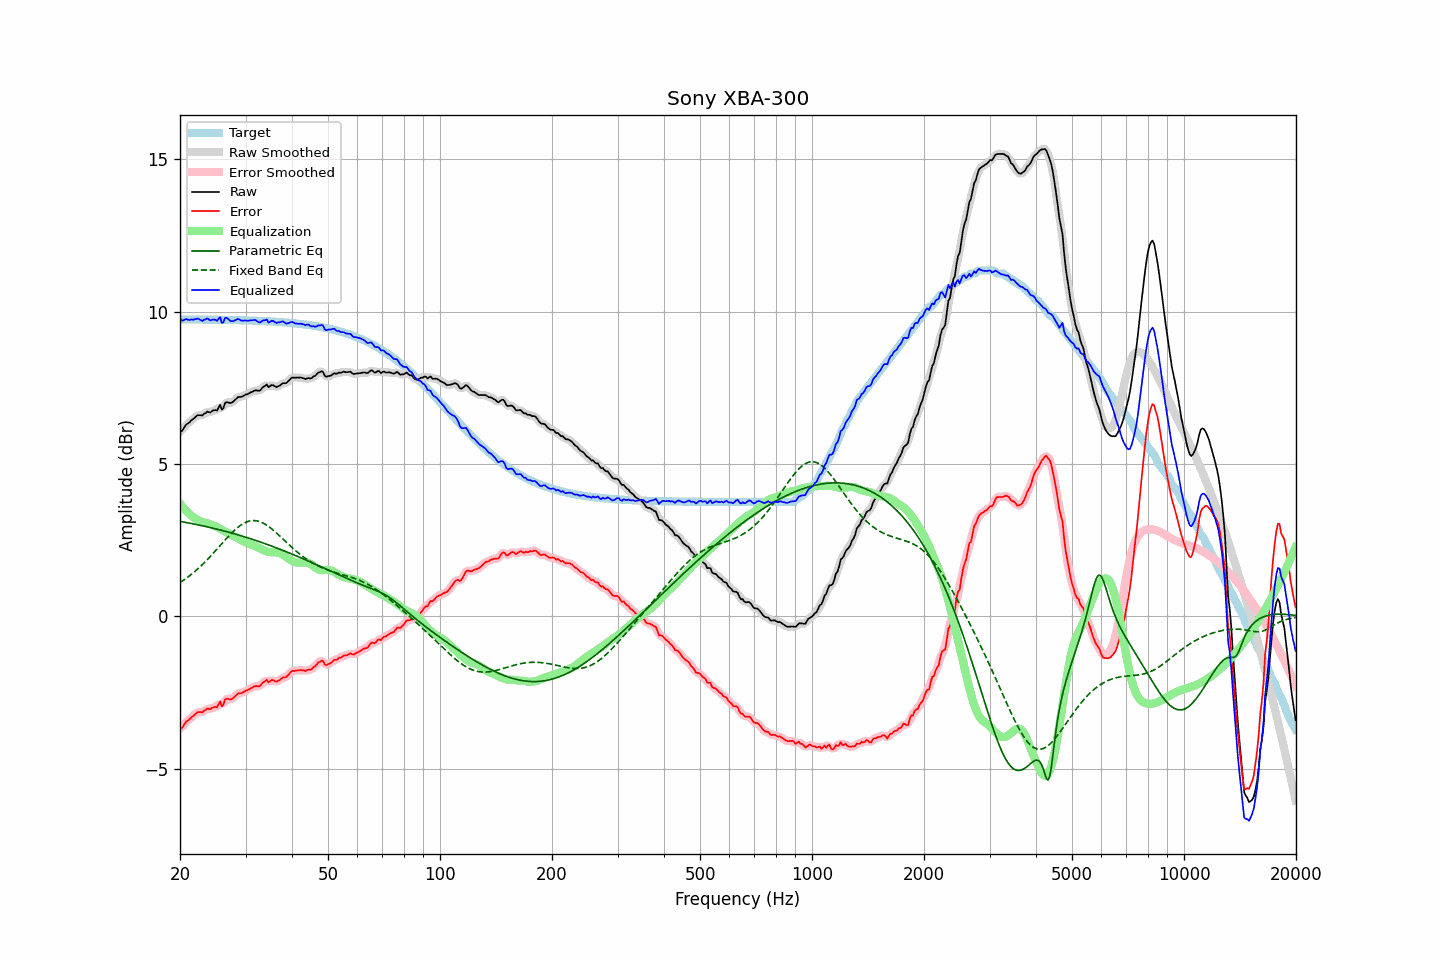 Sony XBA-300
Target
Raw Smoothed
Error Smoothed
Raw
Error
Equalization
Parametric Eq
Fixed Band Eq
Equalized
Amplitude (dBr)
15
10
5
0
−5
20
50
100
200
500
1000
2000
5000
10000
20000
Frequency (Hz)